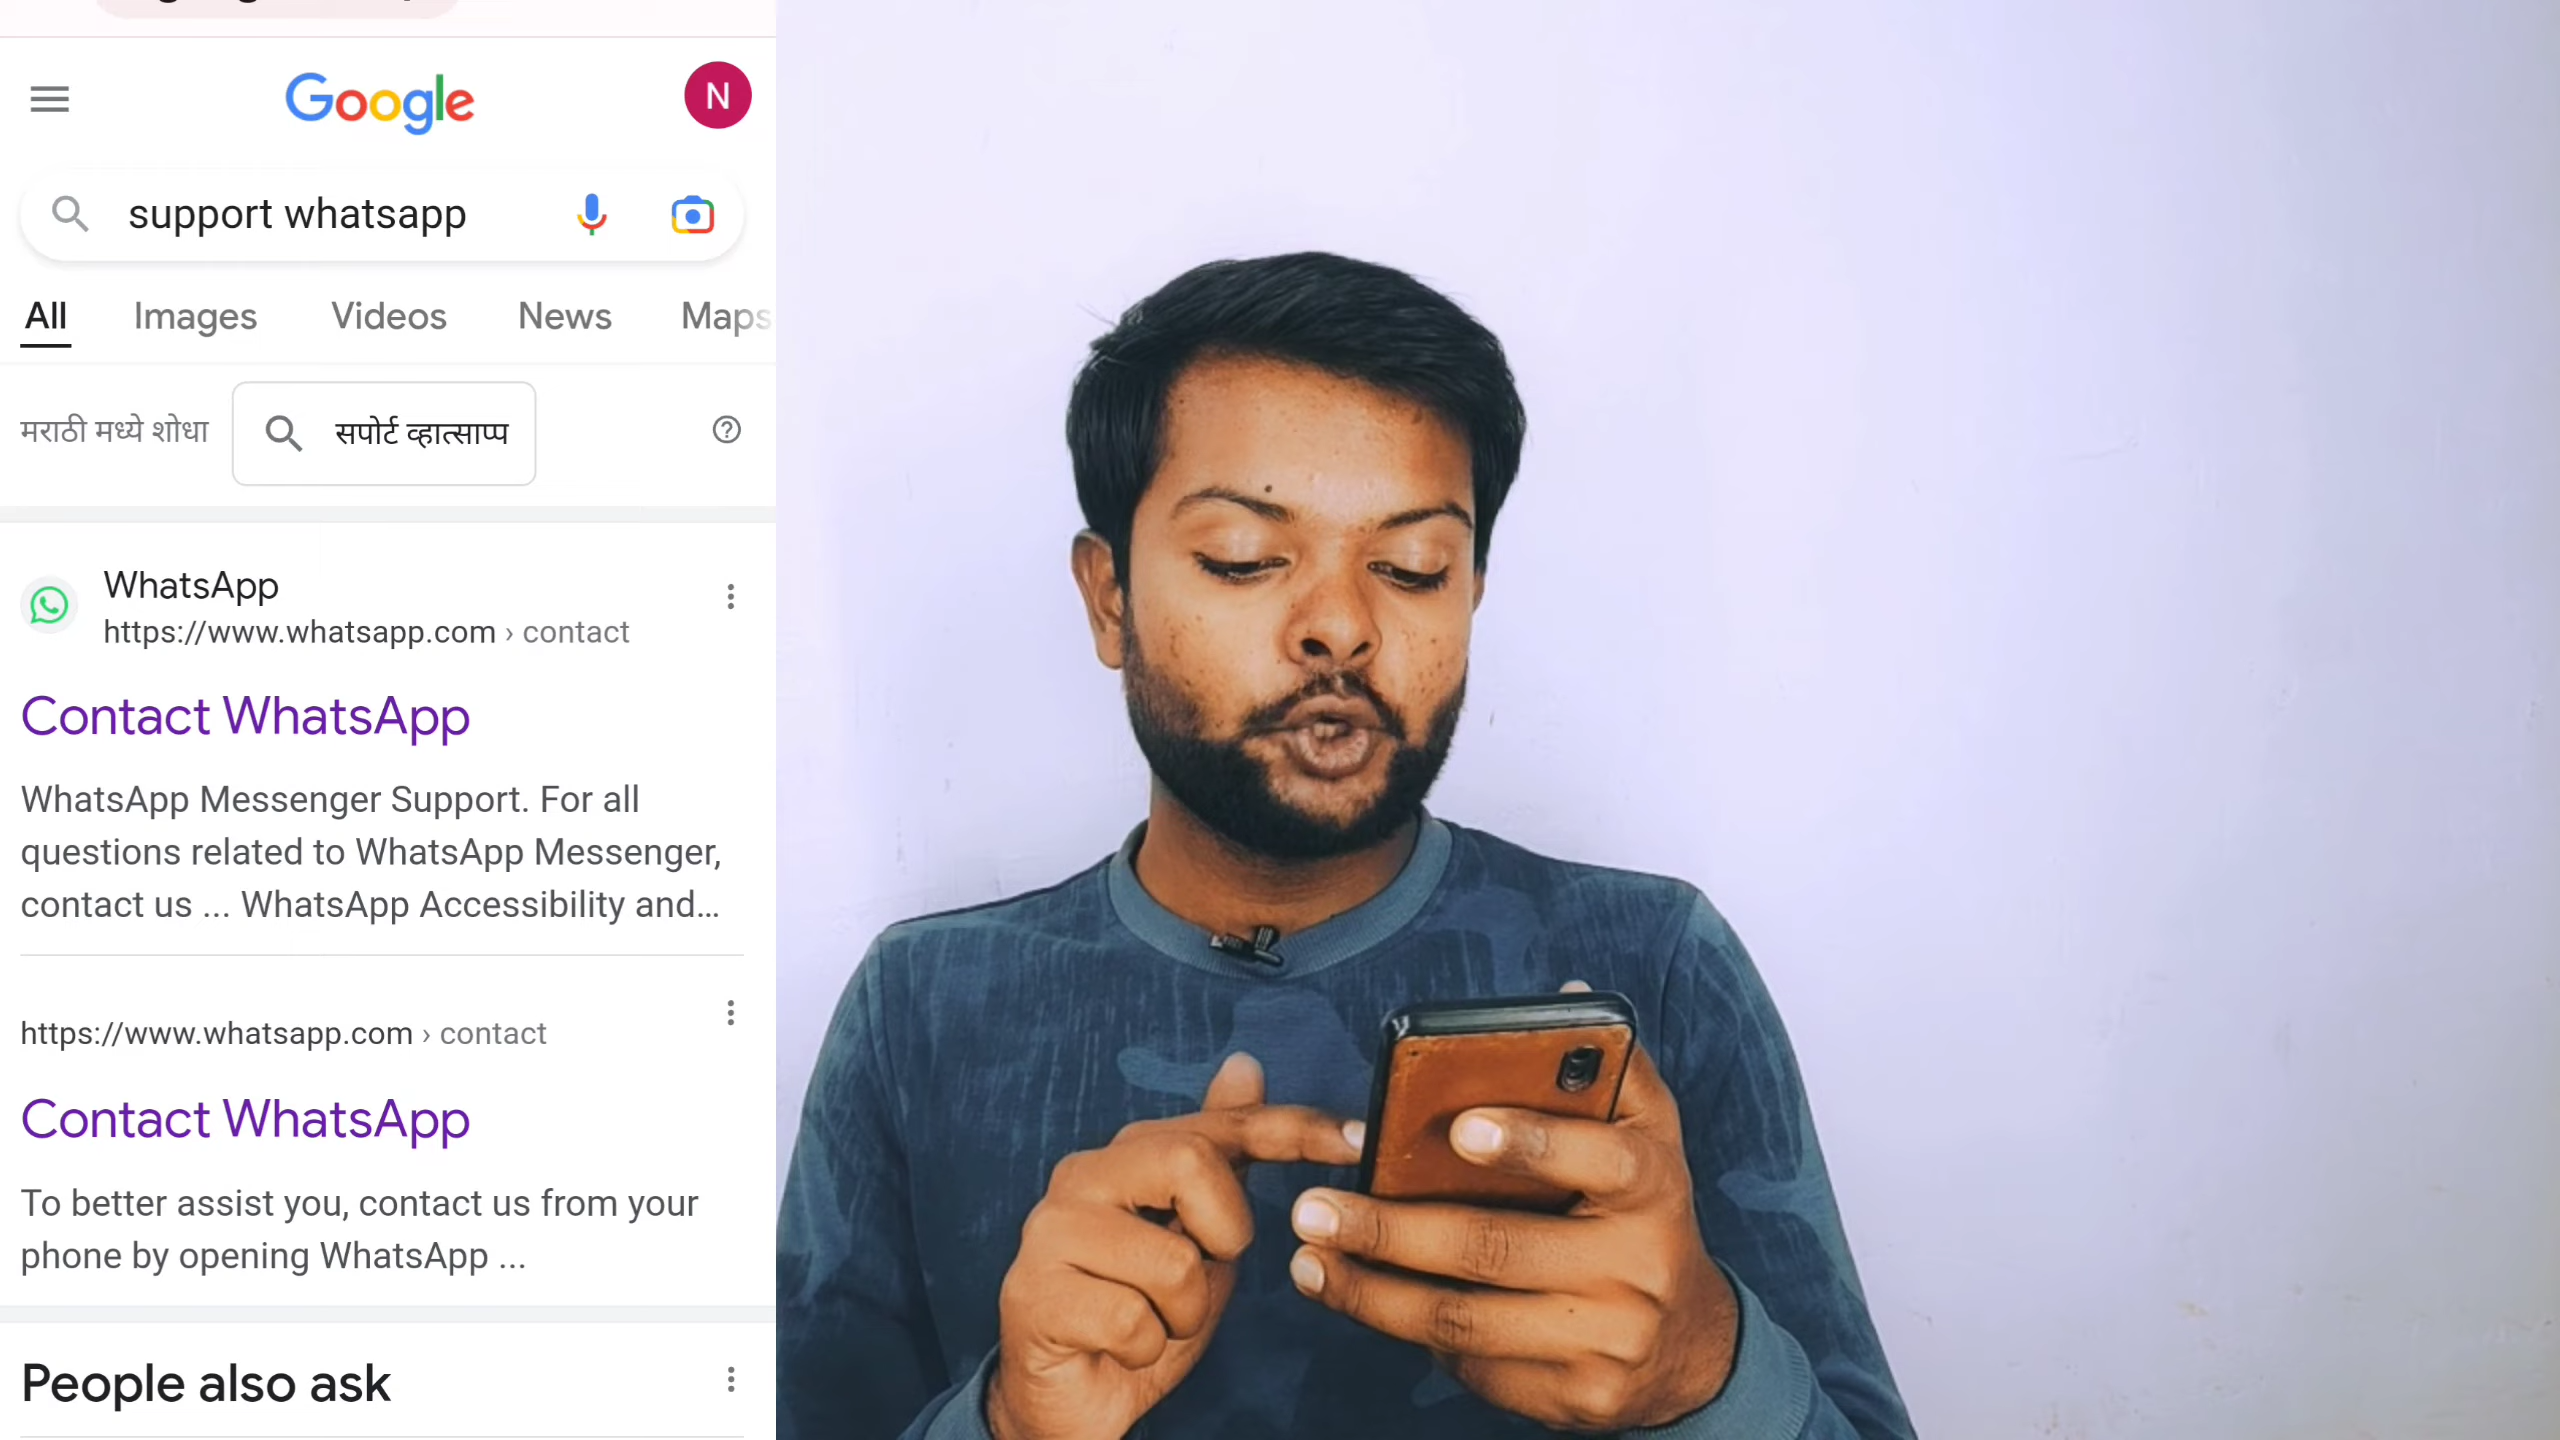 Google
N
support whatsapp
All Images Videos News Maps
मराठी मध्ये शोधा
सपोर्ट व्हात्साप्प
WhatsApp
https://www.whatsapp.com › contact
Contact WhatsApp
WhatsApp Messenger Support. For all
questions related to WhatsApp Messenger,
contact us ... WhatsApp Accessibility and...
https://www.whatsapp.com › contact
Contact WhatsApp
To better assist you, contact us from your
phone by opening WhatsApp ...
People also ask